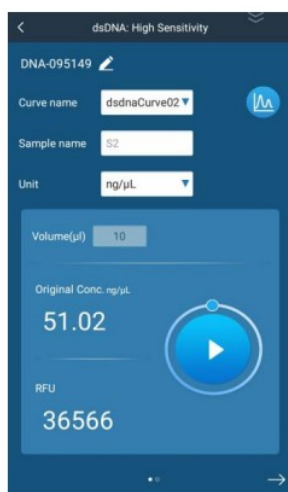 dsDNA: High Sensitivity
DNA-095149
Curve name dsdnaCurve02
Sample name S2
Unit ng/µL
Volume(µl) 10
Original Conc. ng/µL
51.02
RFU
36566